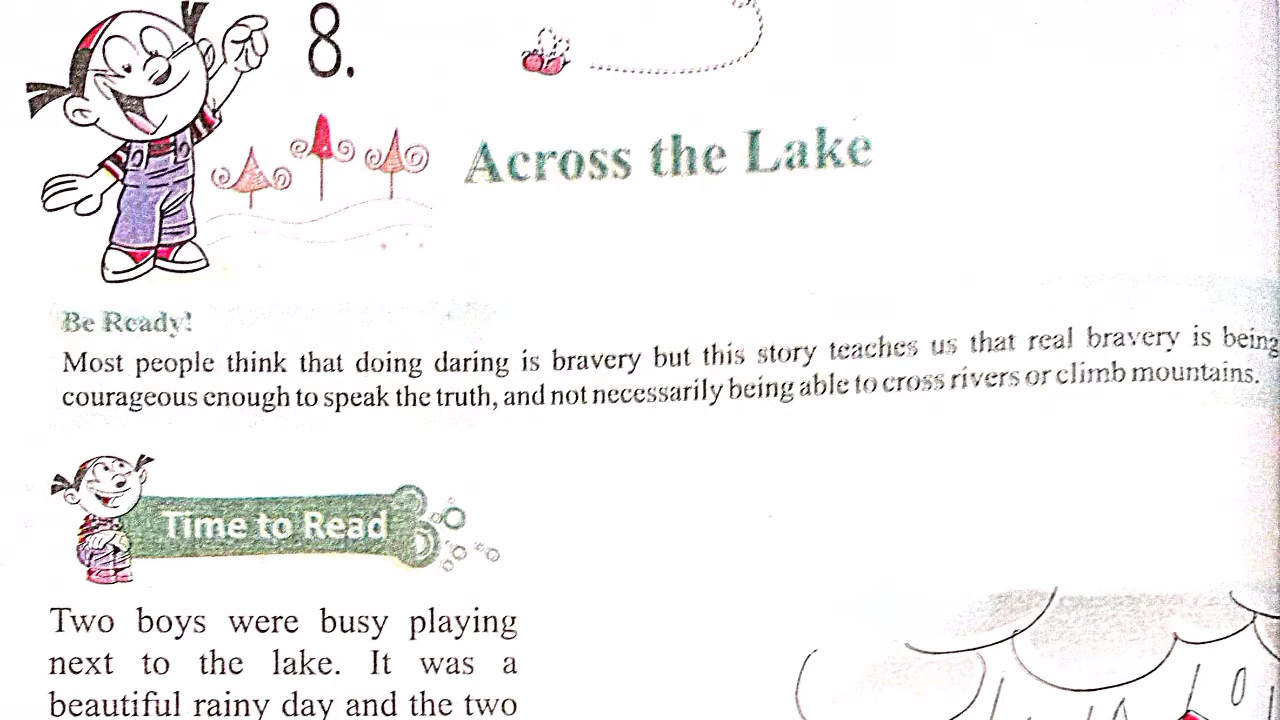 8.
Across the Lake
Be Ready!
Most people think that doing daring is bravery but this story teaches us that real bravery is being
courageous enough to speak the truth, and not necessarily being able to cross rivers or climb mountains.
Time to Read
Two boys were busy playing
next to the lake. It was a
beautiful rainy day and the two